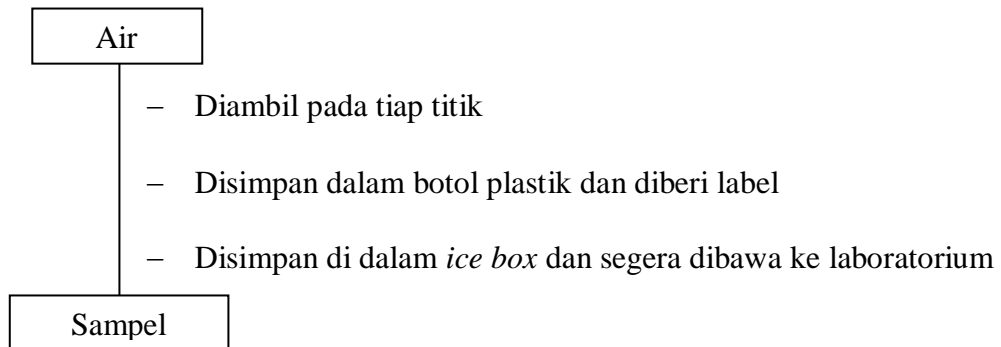 Air
– Diambil pada tiap titik
– Disimpan dalam botol plastik dan diberi label
– Disimpan di dalam ice box dan segera dibawa ke laboratorium
Sampel